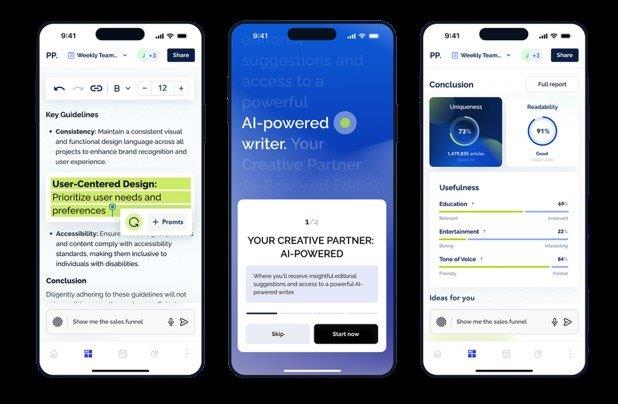 9:41
PP.
Weekly Team..
J +3
Share
B
12
Key Guidelines
Consistency: Maintain a consistent visual
and functional design language across all
projects to enhance brand recognition and
user experience.
User-Centered Design:
Prioritize user needs and
preferences
+ Promts
Accessibility: Ensure
and content comply with accessibility
standards, making them inclusive to
individuals with disabilities.
Conclusion
Diligently adhering to these guidelines will not
Show me the sales funnel
9:41
editorial
suggestions and
access to a
powerful
AI-powered
writer. Your
Creative Partner
AI-Powered Editing
1/4
YOUR CREATIVE PARTNER:
AI-POWERED
Where you'll receive insightful editorial
suggestions and access to a powerful AI-
powered writer.
Skip
Start now
9:41
PP.
Weekly Team..
J +3
Share
Conclusion
Full report
Uniqueness
73%
1,479,835 articles
Readability
91%
Good
Usefulness
Education
69%
Relevant
Irrelevant
Entertainment
22%
Boring
Interesting
Tone of Voice
84%
Friendly
Formal
Ideas for you
Show me the sales funnel